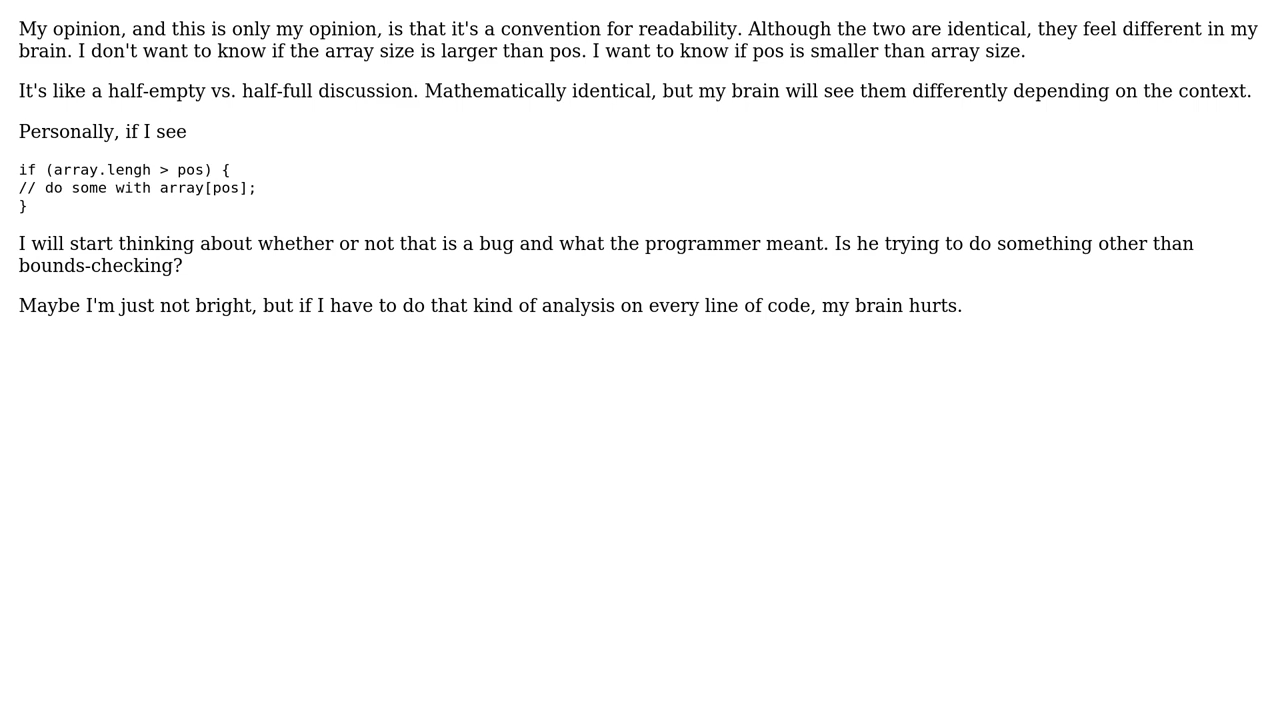 My opinion, and this is only my opinion, is that it's a convention for readability. Although the two are identical, they feel different in my
brain. I don't want to know if the array size is larger than pos. I want to know if pos is smaller than array size.
It's like a half-empty vs. half-full discussion. Mathematically identical, but my brain will see them differently depending on the context.
Personally, if I see
if (array.lengh > pos) {
// do some with array[pos];
}
I will start thinking about whether or not that is a bug and what the programmer meant. Is he trying to do something other than
bounds-checking?
Maybe I'm just not bright, but if I have to do that kind of analysis on every line of code, my brain hurts.